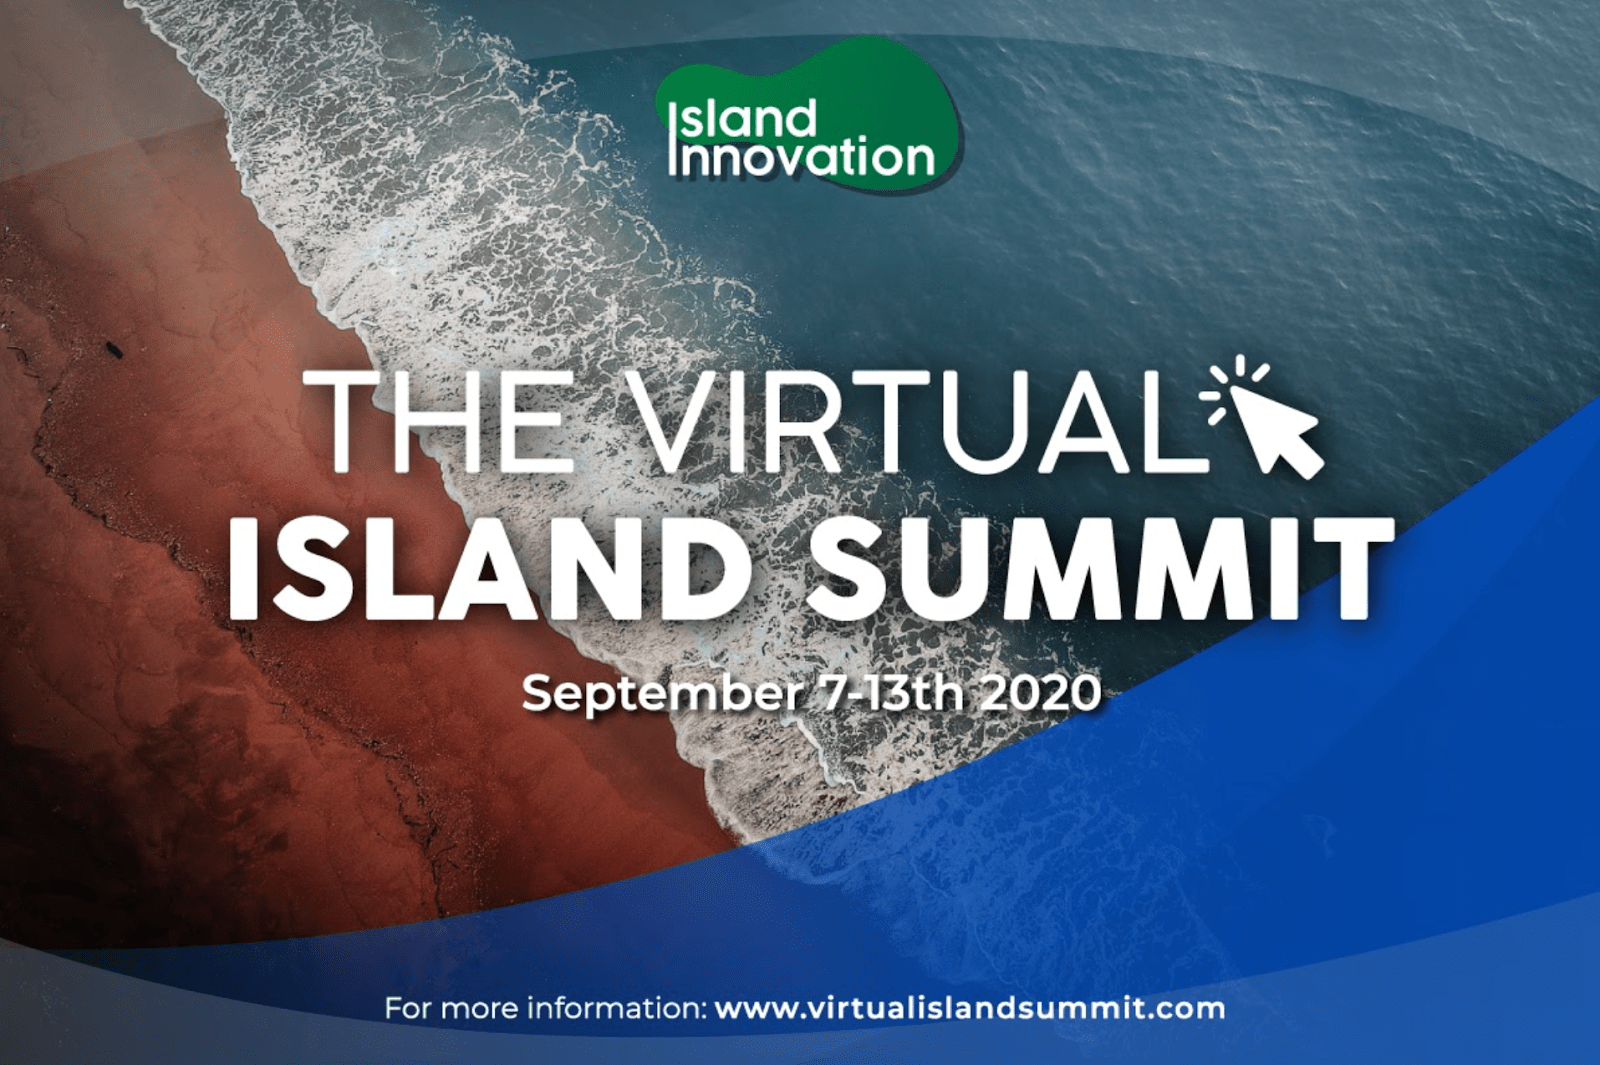 Island
Innovation
THE VIRTUAL
ISLAND SUMMIT
September 7-13th 2020
For more information: www.virtualislandsummit.com